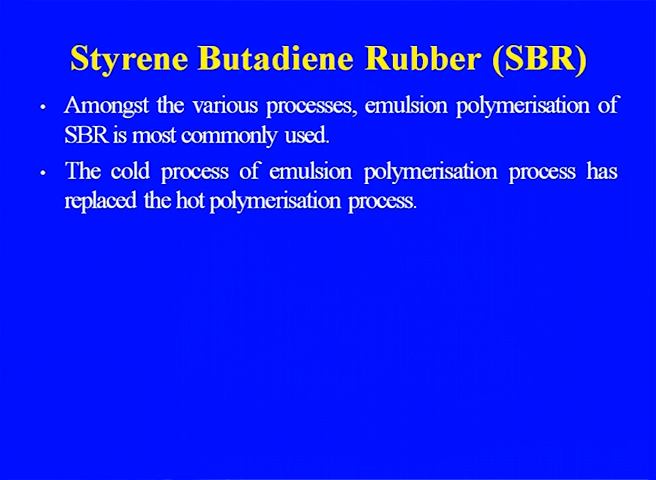 Styrene Butadiene Rubber (SBR)
• Amongst the various processes, emulsion polymerisation of
SBR is most commonly used.
• The cold process of emulsion polymerisation process has
replaced the hot polymerisation process.